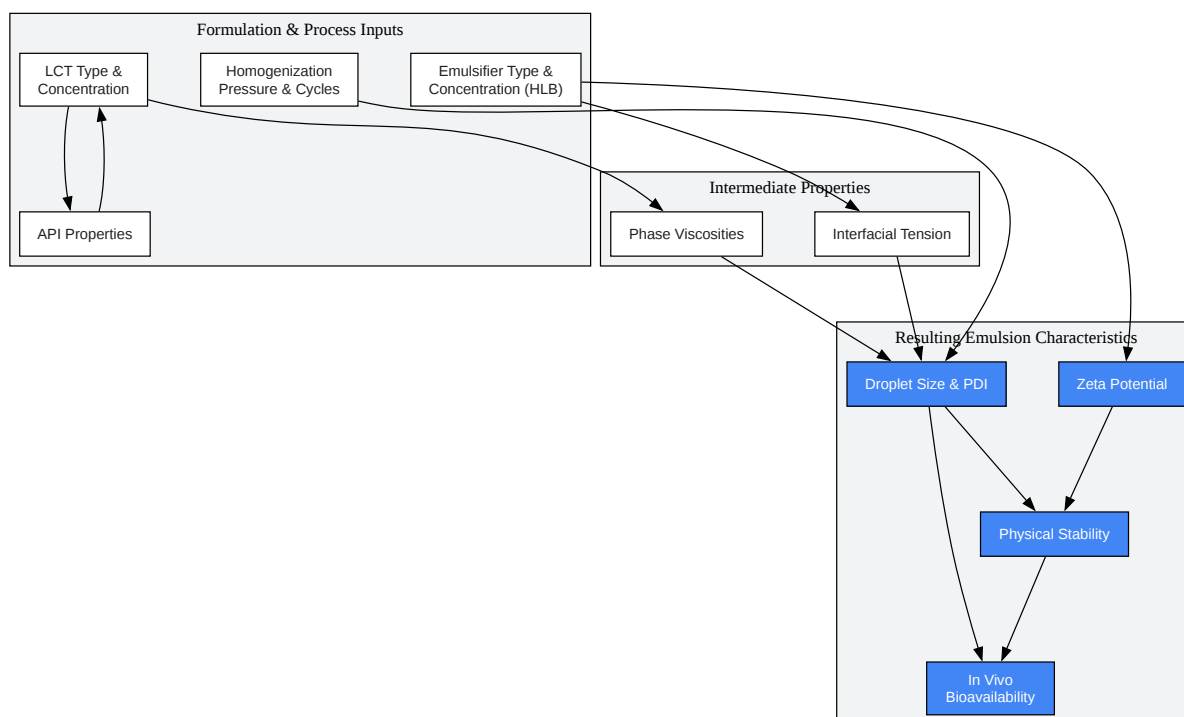 Formulation & Process Inputs
LCT Type &
Concentration
Homogenization
Pressure & Cycles
Emulsifier Type &
Concentration (HLB)
API Properties
Intermediate Properties
Phase Viscosities
Interfacial Tension
Resulting Emulsion Characteristics
Droplet Size & PDI
Zeta Potential
Physical Stability
In Vivo
Bioavailability